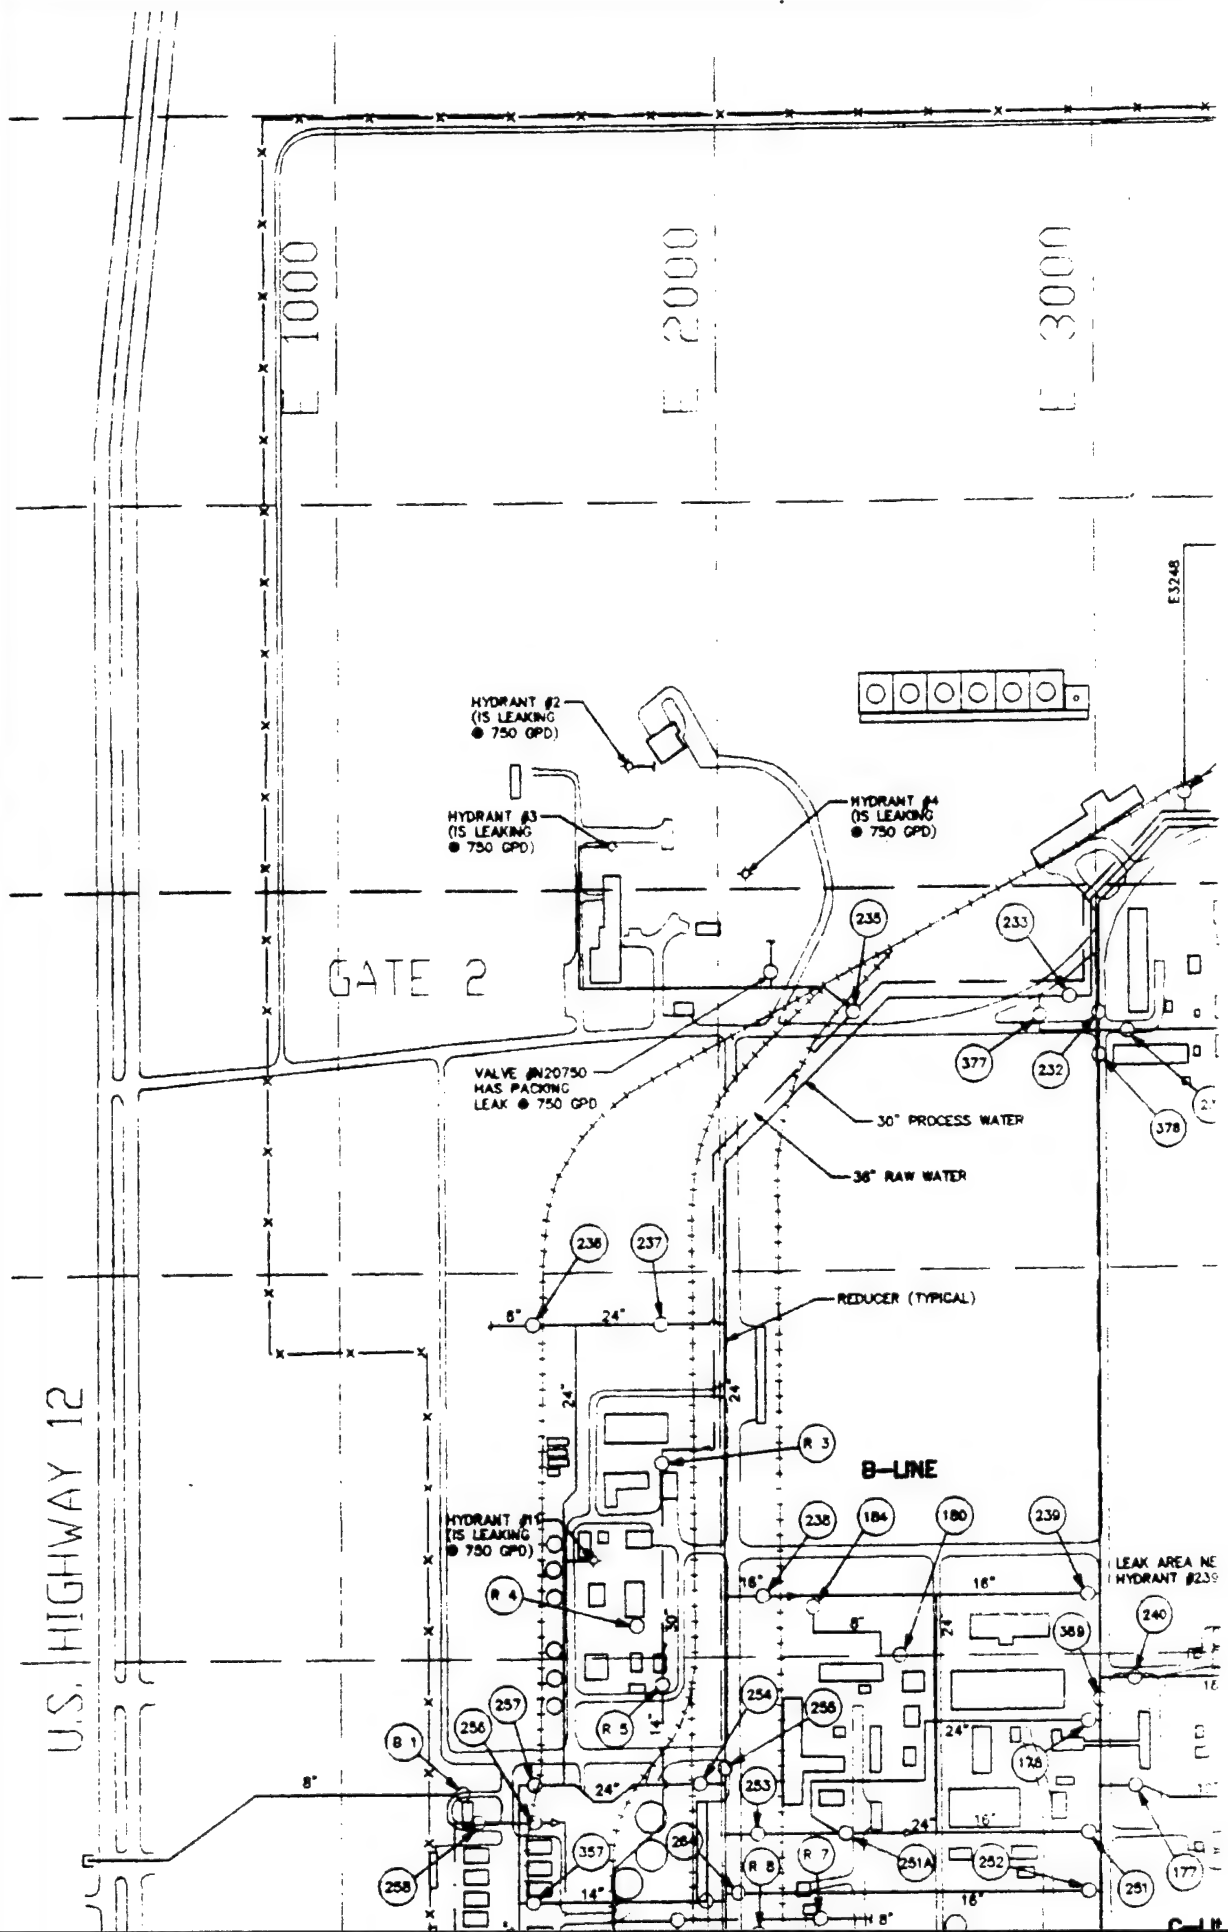 E 1000
E 2000
E 3000
E3248
HYDRANT #2
(IS LEAKING
@ 750 GPD)
HYDRANT #3
(IS LEAKING
@ 750 GPD)
HYDRANT #4
(IS LEAKING
@ 750 GPD)
235
233
GATE 2
VALVE #N20750
HAS PACKING
LEAK @ 750 GPD
377
232
378
30" PROCESS WATER
36" RAW WATER
236
237
REDUCER (TYPICAL)
24"
24"
24"
R 3
B-LINE
U.S. HIGHWAY 12
HYDRANT #11
(IS LEAKING
@ 750 GPD)
238
184
180
239
LEAK AREA NE
HYDRANT #239
16"
16"
R 4
8"
24"
30"
369
240
257
254
255
256
R 5
14"
24"
178
B 1
8"
24"
253
24"
16"
258
357
264
R 8
R 7
251A
252
251
177
14"
16"
8"